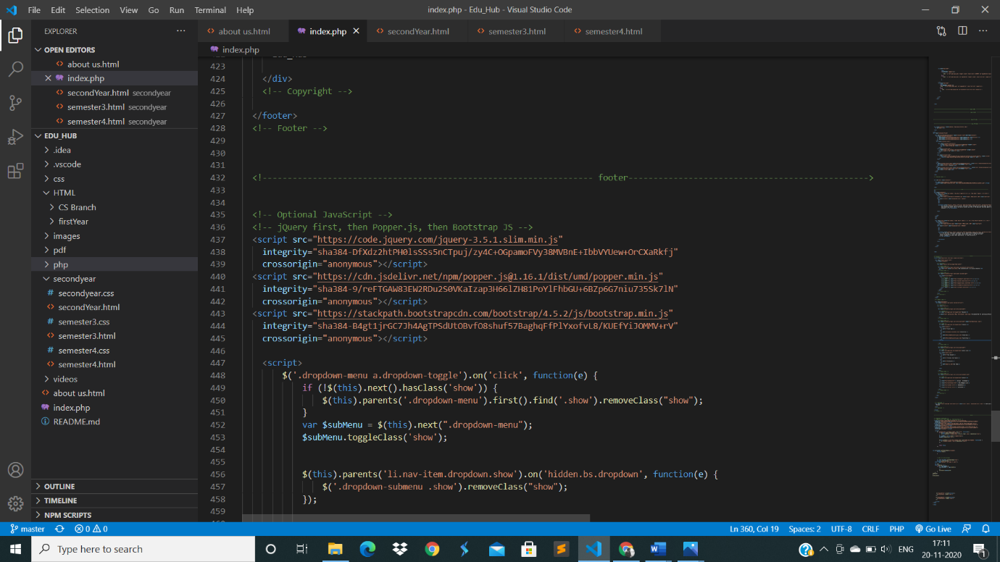 File Edit Selection View Go Run Terminal Help
index.php - Edu_Hub - Visual Studio Code
EXPLORER
OPEN EDITORS
about us.html
index.php
secondYear.html secondyear
semester3.html secondyear
semester4.html secondyear
EDU_HUB
.idea
.vscode
css
HTML
CS Branch
firstYear
images
pdf
php
secondyear
secondyear.css
secondYear.html
semester3.css
semester3.html
semester4.css
semester4.html
videos
about us.html
index.php
README.md
OUTLINE
TIMELINE
NPM SCRIPTS
about us.html index.php secondYear.html semester3.html semester4.html
index.php
423
424 </div>
425 <!-- Copyright -->
426
427 </footer>
428 <!-- Footer -->
429
430
431
432 <!------------------------------------------------------------------ footer------------------------------------------------>
433
434
435 <!-- Optional JavaScript -->
436 <!-- jQuery first, then Popper.js, then Bootstrap JS -->
437 <script src="https://code.jquery.com/jquery-3.5.1.slim.min.js"
438 integrity="sha384-DfXdz2htPH0lsSSs5nCTpuj/zy4C+OGpamoFVy38MVBnE+IbbVYUew+OrCXaRkfj"
439 crossorigin="anonymous"></script>
440 <script src="https://cdn.jsdelivr.net/npm/popper.js@1.16.1/dist/umd/popper.min.js"
441 integrity="sha384-9/reFTGAW83EW2RDu2S0VKaIzap3H66lZH81PoYlFhbGU+6BZp6G7niu735Sk7lN"
442 crossorigin="anonymous"></script>
443 <script src="https://stackpath.bootstrapcdn.com/bootstrap/4.5.2/js/bootstrap.min.js"
444 integrity="sha384-B4gt1jrGC7Jh4AgTPSdUtOBvfO8shuf57BaghqFfPlYxofvL8/KUEfYiJOMMV+rV"
445 crossorigin="anonymous"></script>
446
447 <script>
448 $('.dropdown-menu a.dropdown-toggle').on('click', function(e) {
449 if (!$(this).next().hasClass('show')) {
450 $(this).parents('.dropdown-menu').first().find('.show').removeClass("show");
451 }
452 var $subMenu = $(this).next(".dropdown-menu");
453 $subMenu.toggleClass('show');
454
455
456 $(this).parents('li.nav-item.dropdown.show').on('hidden.bs.dropdown', function(e) {
457 $('.dropdown-submenu .show').removeClass("show");
458 });
459
master 0 0 Ln 360, Col 19 Spaces: 2 UTF-8 CRLF PHP Go Live
Type here to search
ENG
17:11
20-11-2020
1